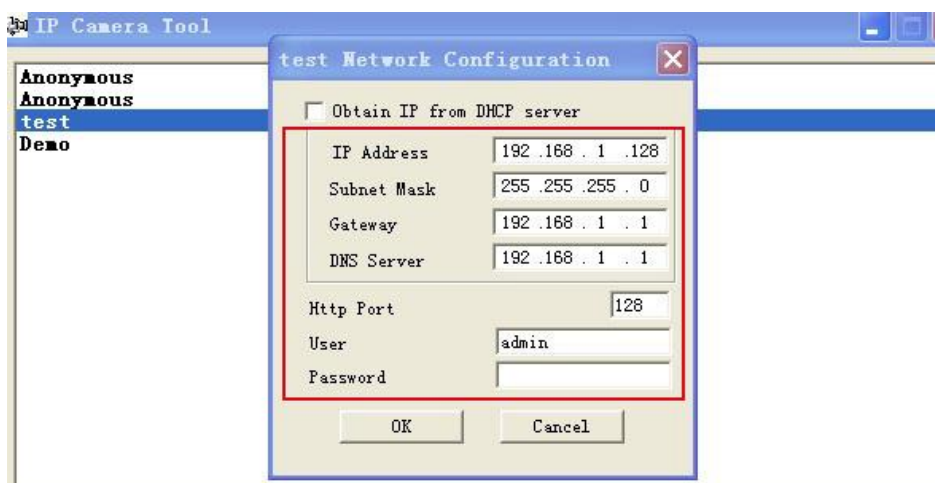 IP Camera Tool
test Network Configuration
Anonymous
Anonymous
test
Demo
Obtain IP from DHCP server
IP Address 192 .168 . 1 .128
Subnet Mask 255 .255 .255 . 0
Gateway 192 .168 . 1 . 1
DNS Server 192 .168 . 1 . 1
Http Port 128
User admin
Password
OK Cancel